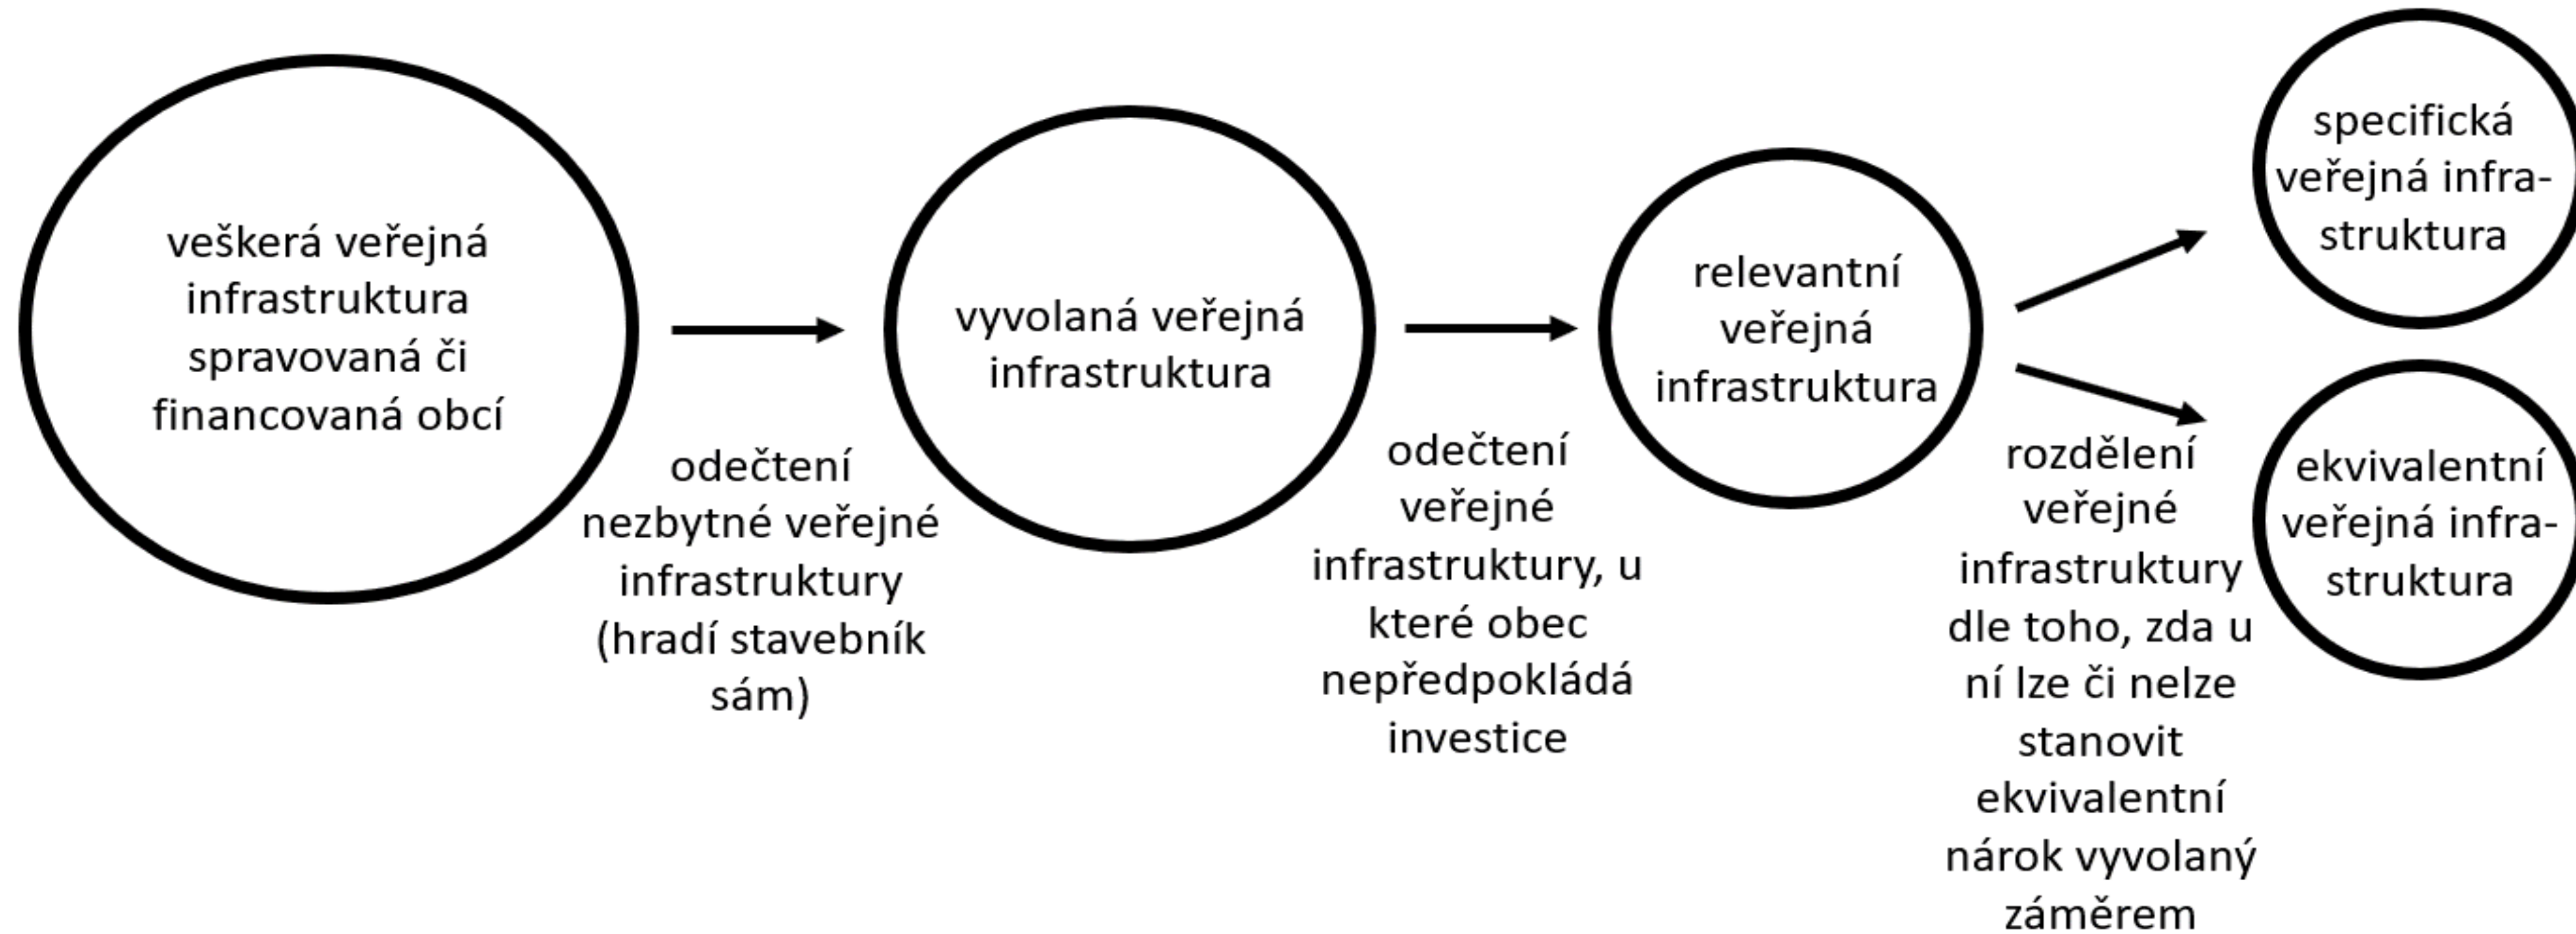 veškerá veřejná
infrastruktura
spravovaná či
financovaná obcí
odečtení
nezbytné veřejné
infrastruktury
(hradí stavebník
sám)
vyvolaná veřejná
infrastruktura
odečtení
veřejné
infrastruktury, u
které obec
nepředpokládá
investice
relevantní
veřejná
infrastruktura
rozdělení
veřejné
infrastruktury
dle toho, zda u
ní lze či nelze
stanovit
ekvivalentní
nárok vyvolaný
záměrem
specifická
veřejná infra-
struktura
ekvivalentní
veřejná infra-
struktura